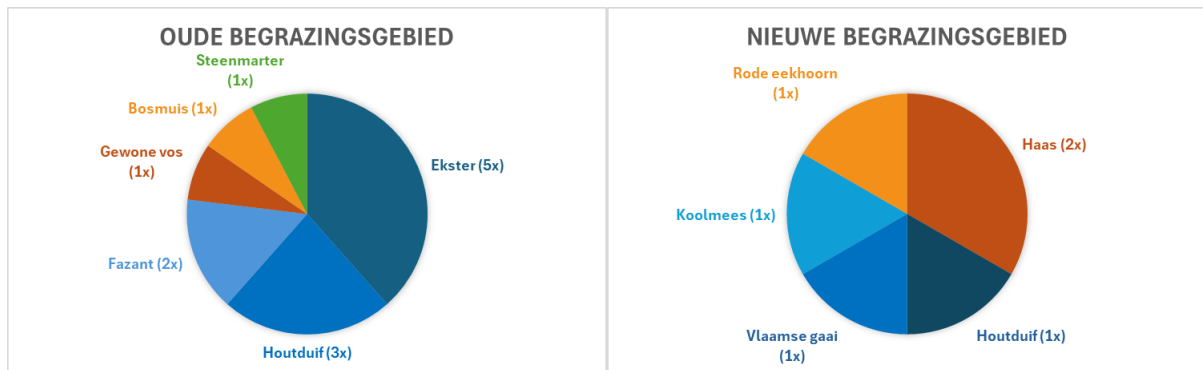 OUDE BEGRAZINGSGEBIED
Steenmarter
(1x)
Bosmuis (1x)
Gewone vos
(1x)
Ekster (5x)
Fazant (2x)
Houtduif (3x)
NIEUWE BEGRAZINGSGEBIED
Rode eekhoorn
(1x)
Haas (2x)
Koolmees (1x)
Vlaamse gaai
(1x)
Houtduif (1x)